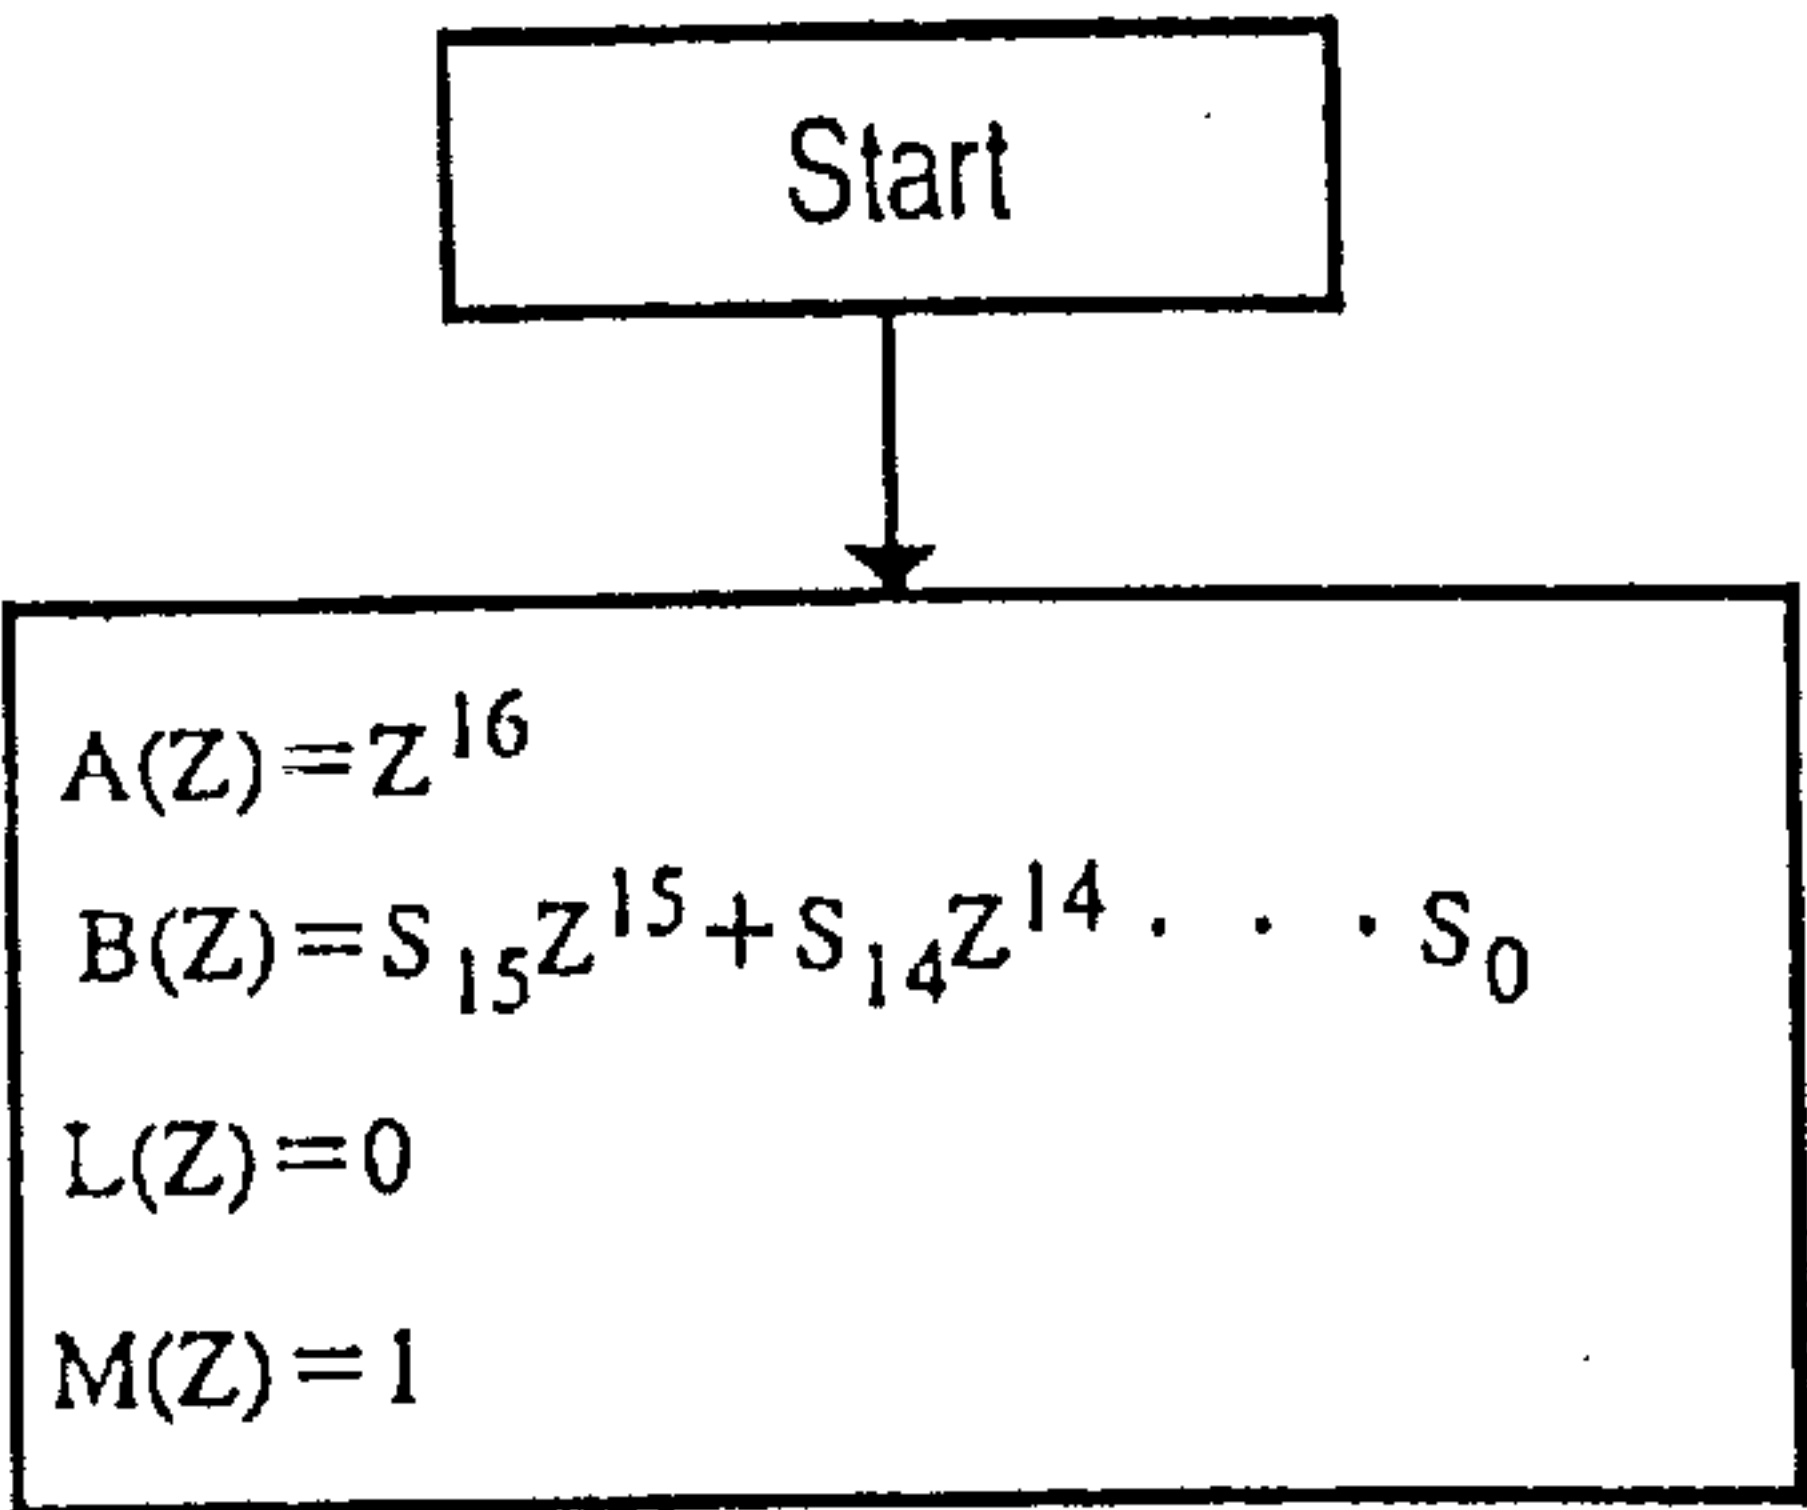 Start
A(Z)=Z^16
B(Z)=S_15Z^15+S_14Z^14 · · · S_0
L(Z)=0
M(Z)=1